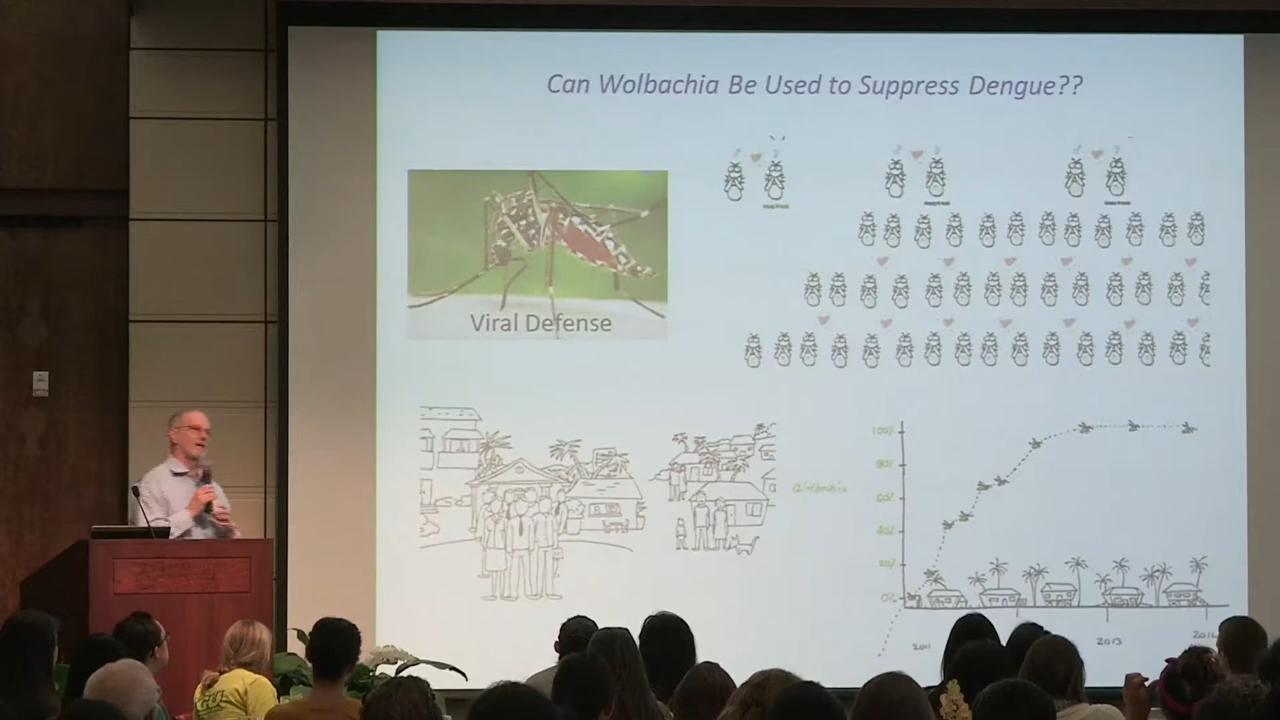 Can Wolbachia Be Used to Suppress Dengue??
Viral Defense
Wolbachia
100%
80%
60%
40%
20%
0%
2011
2013